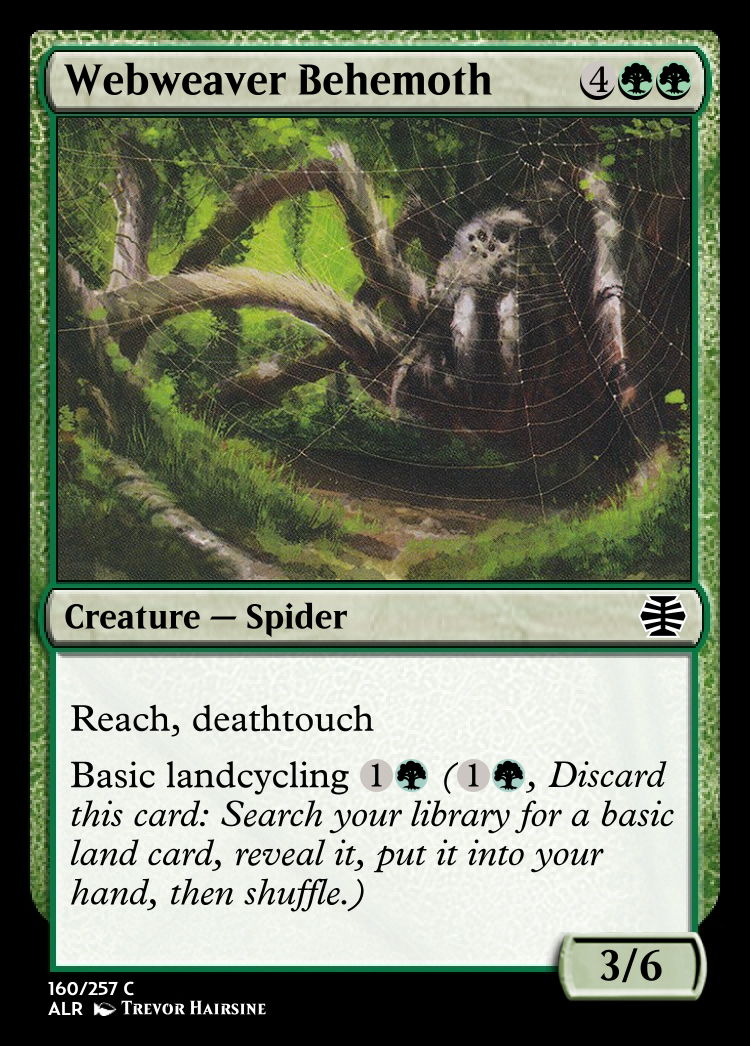 Webweaver Behemoth 4
Creature — Spider
Reach, deathtouch
Basic landcycling 1 (1, Discard
this card: Search your library for a basic
land card, reveal it, put it into your
hand, then shuffle.)
3/6
160/257 C
ALR Trevor Hairsine